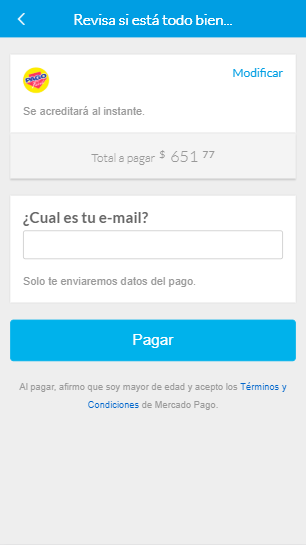 Revisa si está todo bien...
PAGO
Modificar
Se acreditará al instante.
Total a pagar $ 651 77
¿Cual es tu e-mail?
Solo te enviaremos datos del pago.
Pagar
Al pagar, afirmo que soy mayor de edad y acepto los Términos y
Condiciones de Mercado Pago.